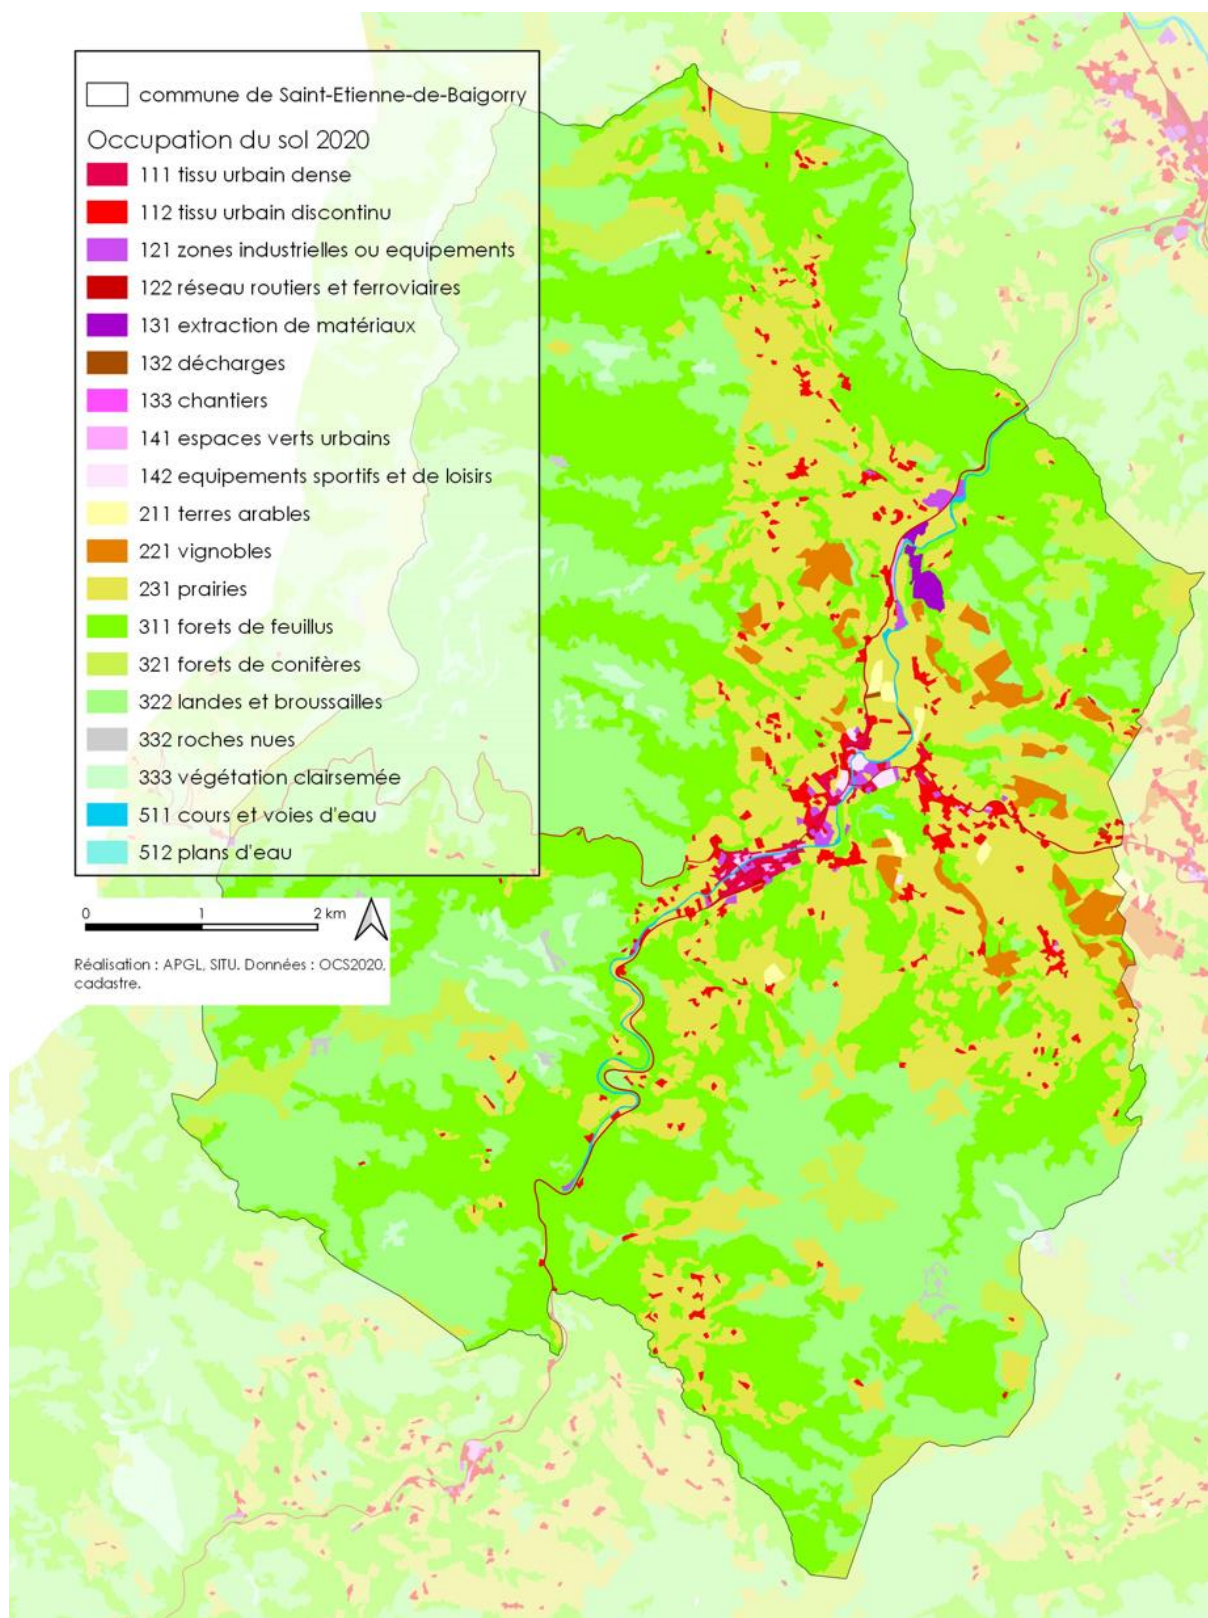 commune de Saint-Etienne-de-Baigorry
Occupation du sol 2020
111 tissu urbain dense
112 tissu urbain discontinu
121 zones industrielles ou equipements
122 réseau routiers et ferroviaires
131 extraction de matériaux
132 décharges
133 chantiers
141 espaces verts urbains
142 equipements sportifs et de loisirs
211 terres arables
221 vignobles
231 prairies
311 forets de feuillus
321 forets de conifères
322 landes et broussailles
332 roches nues
333 végétation clairsemée
511 cours et voies d'eau
512 plans d'eau
0 1 2 km
Réalisation : APGL, SITU. Données : OCS2020,
cadastre.